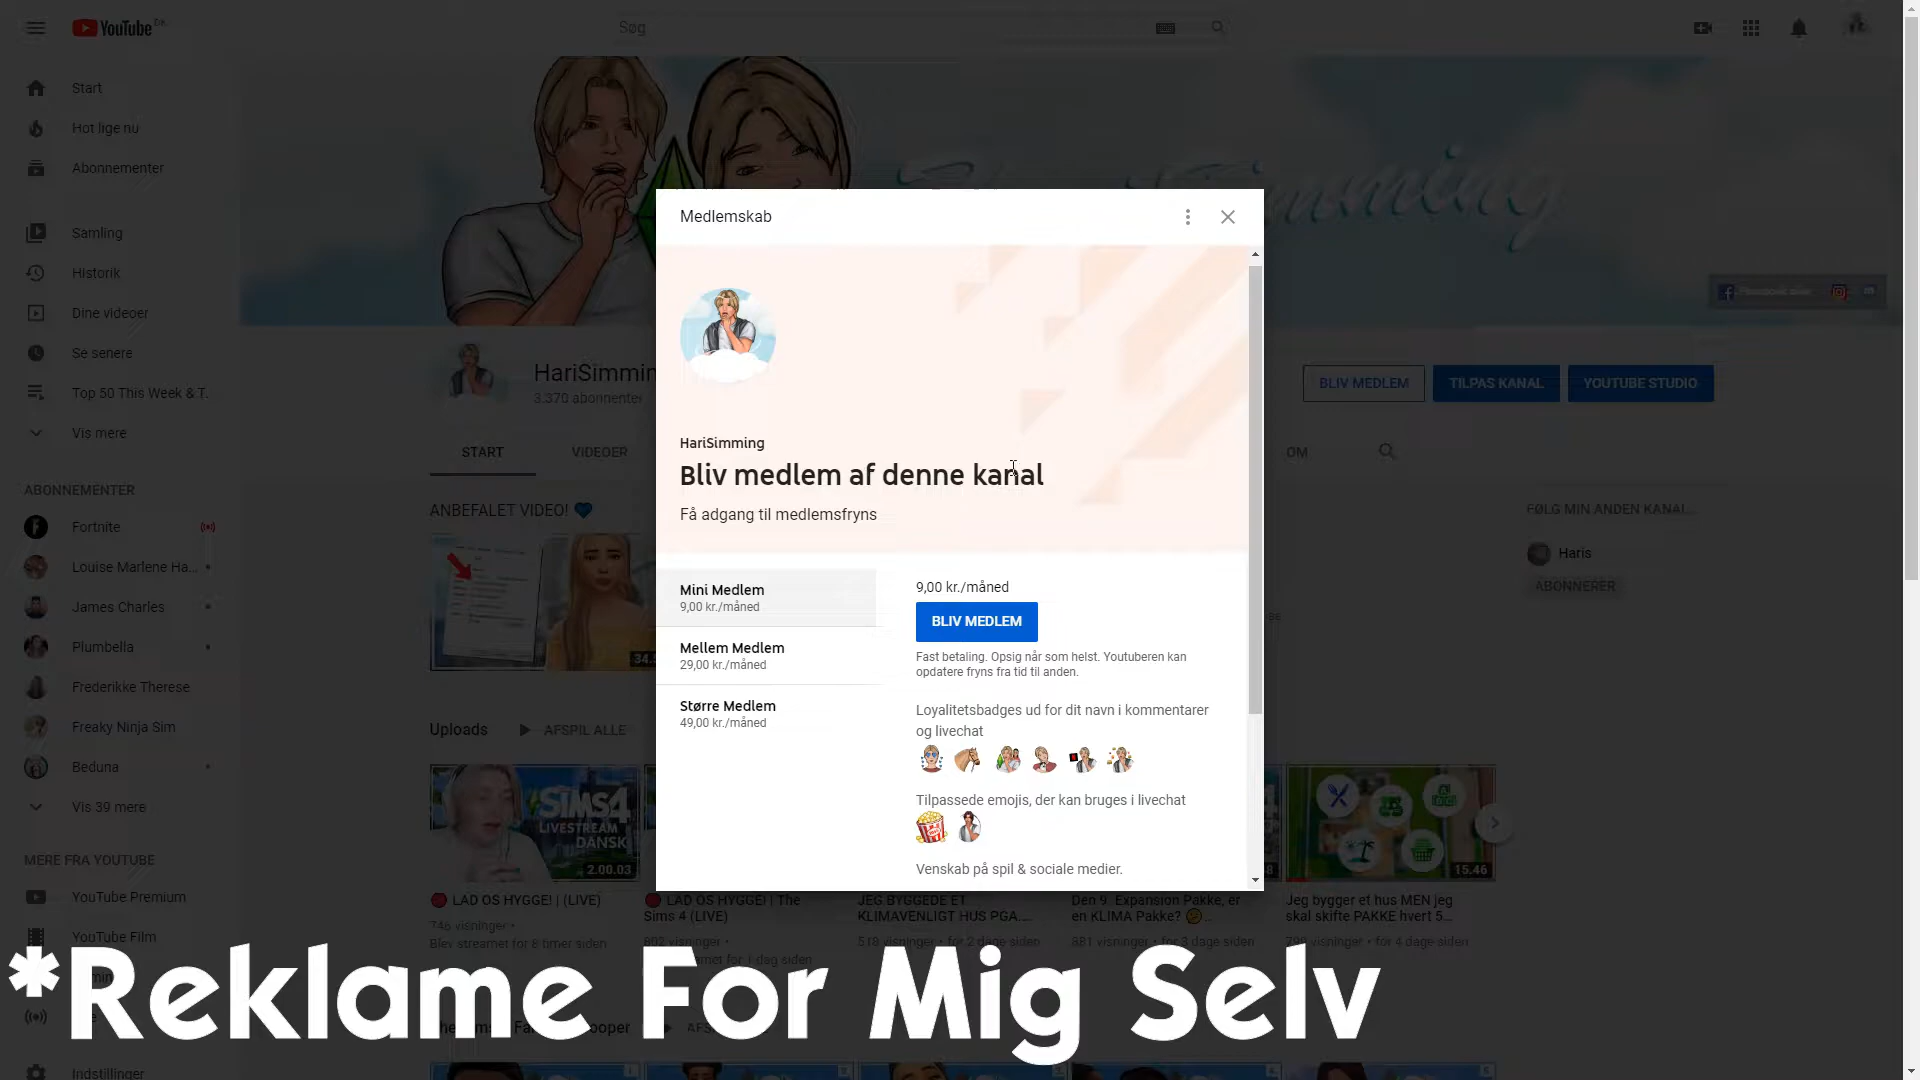 YouTube
DK
Søg
Start
Hot lige nu
Abonnementer
Samling
Historik
Dine videoer
Se senere
Top 50 This Week & T...
Vis mere
ABONNEMENTER
Fortnite
Louise Marlene Ha...
James Charles
Plumbella
Frederikke Therese
Freaky Ninja Sim
Beduna
Vis 39 mere
MERE FRA YOUTUBE
YouTube Premium
YouTube Film
Indstillinger
HariSimmin
3.370 abonnenter
BLIV MEDLEM
TILPAS KANAL
YOUTUBE STUDIO
START
VIDEOER
OM
ANBEFALET VIDEO!
FØLG MIN ANDEN KANAL...
Haris
ABONNERER
Uploads
AFSPIL ALLE
SIMS4
LIVESTREAM
DANSK
2.00.03
15.46
LAD OS HYGGE! | (LIVE)
746 visninger •
Blev streamet for 8 timer siden
LAD OS HYGGE! | The
Sims 4 (LIVE)
802 visninger •
for 1 dag siden
JEG BYGGEDE ET
KLIMAVENLIGT HUS PGA....
518 visninger • for 2 dage siden
Den 9. Expansion Pakke, er
en KLIMA Pakke? ...
881 visninger • for 3 dage siden
Jeg bygger et hus MEN jeg
skal skifte PAKKE hvert 5...
visninger • for 4 dage siden
Medlemskab
HariSimming
Bliv medlem af denne kanal
Få adgang til medlemsfryns
Mini Medlem
9,00 kr./måned
Mellem Medlem
29,00 kr./måned
Større Medlem
49,00 kr./måned
9,00 kr./måned
BLIV MEDLEM
Fast betaling. Opsig når som helst. Youtuberen kan
opdatere fryns fra tid til anden.
Loyalitetsbadges ud for dit navn i kommentarer
og livechat
Tilpassede emojis, der kan bruges i livechat
Venskab på spil & sociale medier.
*Reklame For Mig Selv